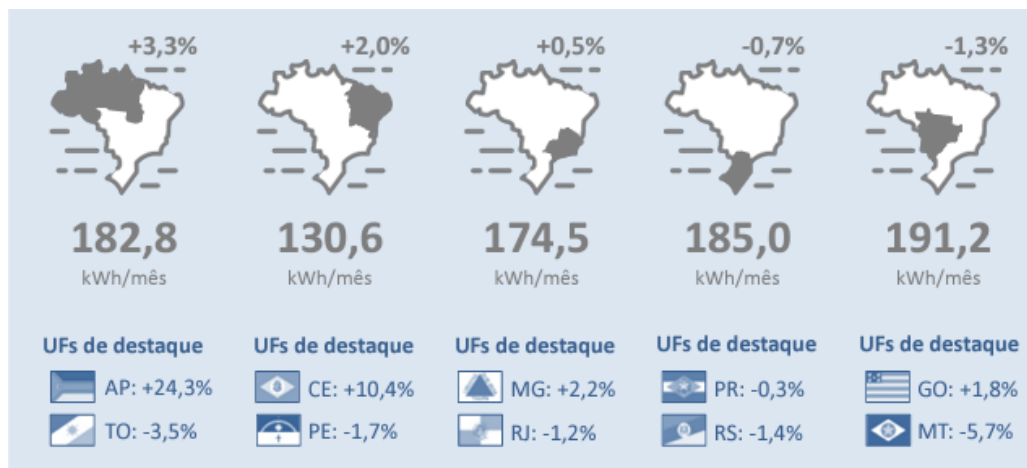 +3,3%
182,8
kWh/mês
UFs de destaque
AP: +24,3%
TO: -3,5%
+2,0%
130,6
kWh/mês
UFs de destaque
CE: +10,4%
PE: -1,7%
+0,5%
174,5
kWh/mês
UFs de destaque
MG: +2,2%
RJ: -1,2%
-0,7%
185,0
kWh/mês
UFs de destaque
PR: -0,3%
RS: -1,4%
-1,3%
191,2
kWh/mês
UFs de destaque
GO: +1,8%
MT: -5,7%